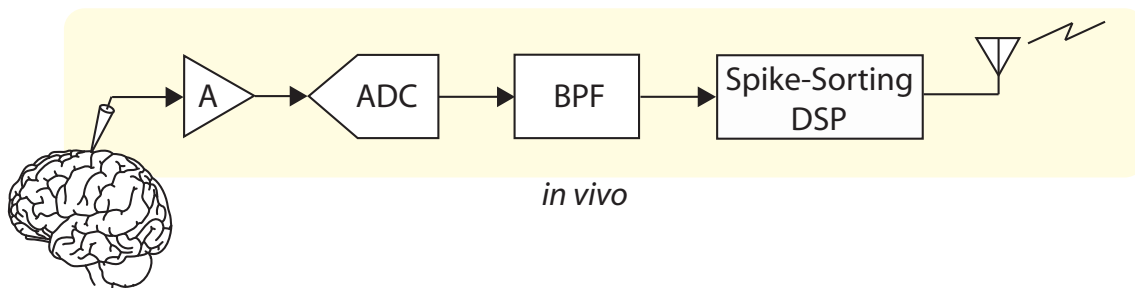 A
ADC
BPF
Spike-Sorting
DSP
in vivo